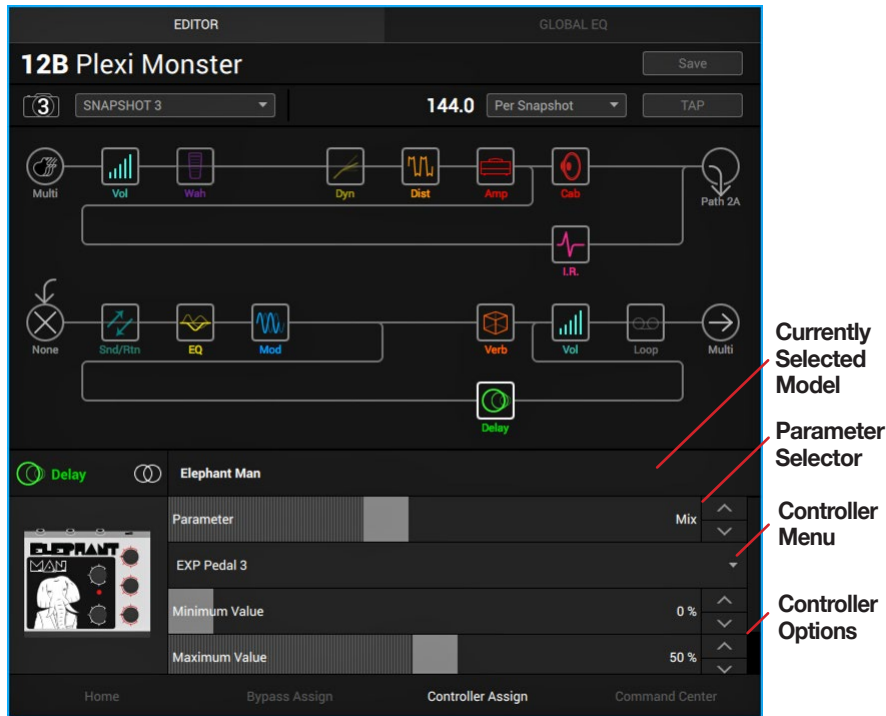 EDITOR
GLOBAL EQ
12B Plexi Monster
Save
3
SNAPSHOT 3
144.0
Per Snapshot
TAP
Multi
Vol
Wah
Dyn
Dist
Amp
Cab
Path 2A
I.R.
None
Snd/Rtn
EQ
Mod
Verb
Vol
Loop
Multi
Delay
Currently
Selected
Model
Parameter
Selector
Controller
Menu
Controller
Options
Delay
Elephant Man
ELEPHANT
MAN
Parameter
Mix
EXP Pedal 3
Minimum Value
0 %
Maximum Value
50 %
Home
Bypass Assign
Controller Assign
Command Center